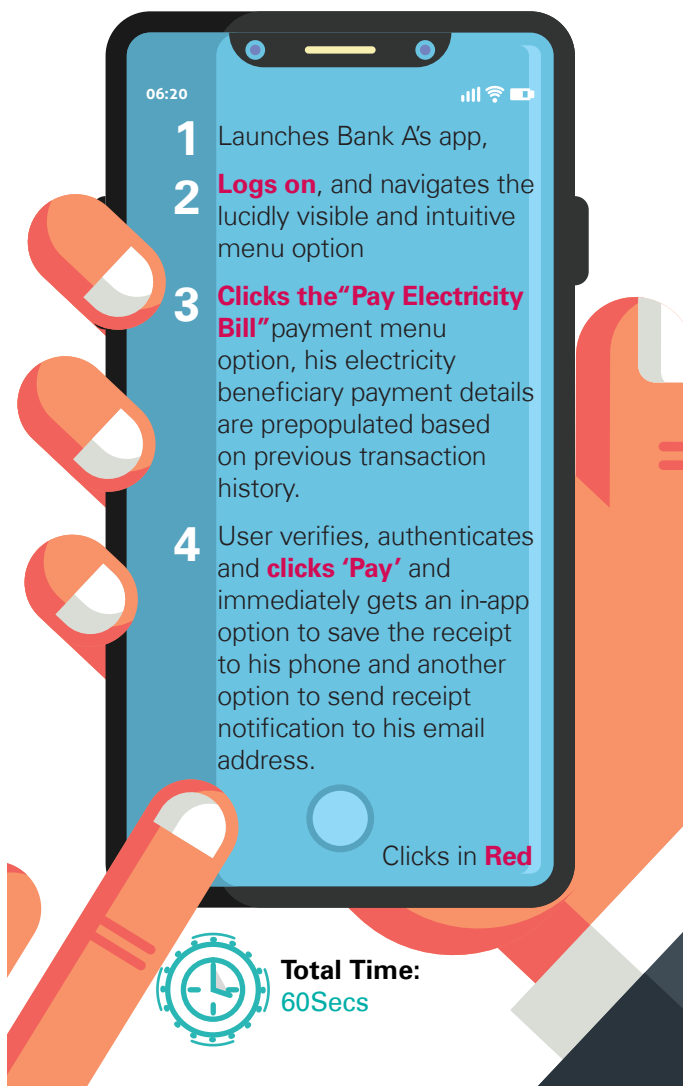 06:20
1 Launches Bank A's app,
2 Logs on, and navigates the
lucidly visible and intuitive
menu option
3 Clicks the“Pay Electricity
Bill”payment menu
option, his electricity
beneficiary payment details
are prepopulated based
on previous transaction
history.
4 User verifies, authenticates
and clicks ‘Pay’ and
immediately gets an in-app
option to save the receipt
to his phone and another
option to send receipt
notification to his email
address.
Clicks in Red
Total Time:
60Secs